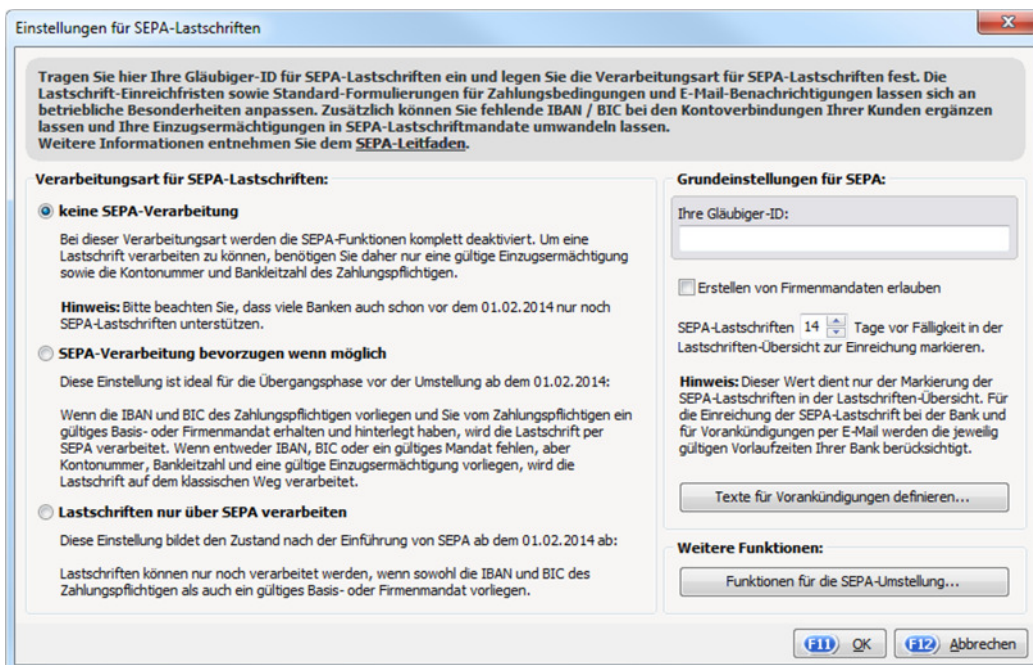 Einstellungen für SEPA-Lastschriften
Tragen Sie hier Ihre Gläubiger-ID für SEPA-Lastschriften ein und legen Sie die Verarbeitungsart für SEPA-Lastschriften fest. Die
Lastschrift-Einreichfristen sowie Standard-Formulierungen für Zahlungsbedingungen und E-Mail-Benachrichtigungen lassen sich an
betriebliche Besonderheiten anpassen. Zusätzlich können Sie fehlende IBAN / BIC bei den Kontoverbindungen Ihrer Kunden ergänzen
lassen und Ihre Einzugsermächtigungen in SEPA-Lastschriftmandate umwandeln lassen.
Weitere Informationen entnehmen Sie dem SEPA-Leitfaden.
Verarbeitungsart für SEPA-Lastschriften:
keine SEPA-Verarbeitung
Bei dieser Verarbeitungsart werden die SEPA-Funktionen komplett deaktiviert. Um eine
Lastschrift verarbeiten zu können, benötigen Sie daher nur eine gültige Einzugsermächtigung
sowie die Kontonummer und Bankleitzahl des Zahlungspflichtigen.
Hinweis: Bitte beachten Sie, dass viele Banken auch schon vor dem 01.02.2014 nur noch
SEPA-Lastschriften unterstützen.
SEPA-Verarbeitung bevorzugen wenn möglich
Diese Einstellung ist ideal für die Übergangsphase vor der Umstellung ab dem 01.02.2014:
Wenn die IBAN und BIC des Zahlungspflichtigen vorliegen und Sie vom Zahlungspflichtigen ein
gültiges Basis- oder Firmenmandat erhalten und hinterlegt haben, wird die Lastschrift per
SEPA verarbeitet. Wenn entweder IBAN, BIC oder ein gültiges Mandat fehlen, aber
Kontonummer, Bankleitzahl und eine gültige Einzugsermächtigung vorliegen, wird die
Lastschrift auf dem klassischen Weg verarbeitet.
Lastschriften nur über SEPA verarbeiten
Diese Einstellung bildet den Zustand nach der Einführung von SEPA ab dem 01.02.2014 ab:
Lastschriften können nur noch verarbeitet werden, wenn sowohl die IBAN und BIC des
Zahlungspflichtigen als auch ein gültiges Basis- oder Firmenmandat vorliegen.
Grundeinstellungen für SEPA:
Ihre Gläubiger-ID:
Erstellen von Firmenmandaten erlauben
SEPA-Lastschriften 14 Tage vor Fälligkeit in der
Lastschriften-Übersicht zur Einreichung markieren.
Hinweis: Dieser Wert dient nur der Markierung der
SEPA-Lastschriften in der Lastschriften-Übersicht. Für
die Einreichung der SEPA-Lastschrift bei der Bank und
für Vorankündigungen per E-Mail werden die jeweilig
gültigen Vorlaufzeiten Ihrer Bank berücksichtigt.
Texte für Vorankündigungen definieren...
Weitere Funktionen:
Funktionen für die SEPA-Umstellung...
F11 OK
F12 Abbrechen